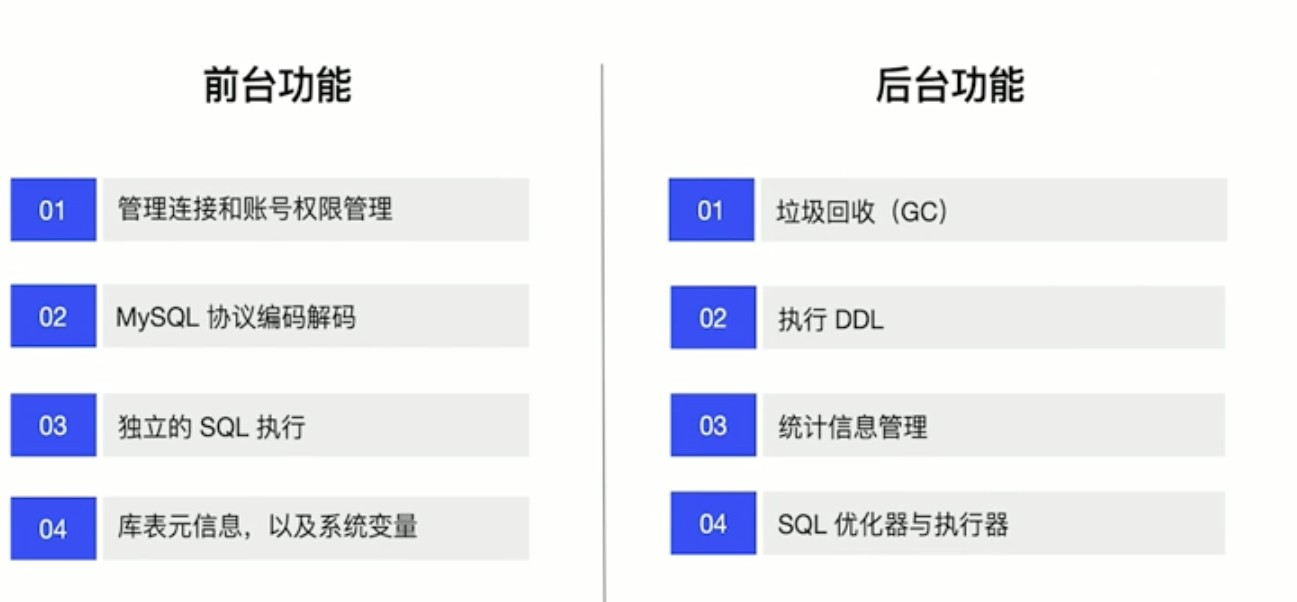 前台功能
01
管理连接和账号权限管理
02
MySQL 协议编码解码
03
独立的 SQL 执行
04
库表元信息，以及系统变量
后台功能
01
垃圾回收（GC）
02
执行 DDL
03
统计信息管理
04
SQL 优化器与执行器